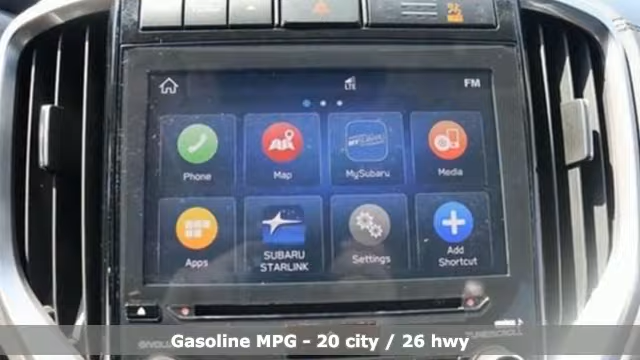 LTE
FM
Phone
Map
MySubaru
Media
Apps
SUBARU
STARLINK
Settings
Add
Shortcut
Gasoline MPG - 20 city / 26 hwy